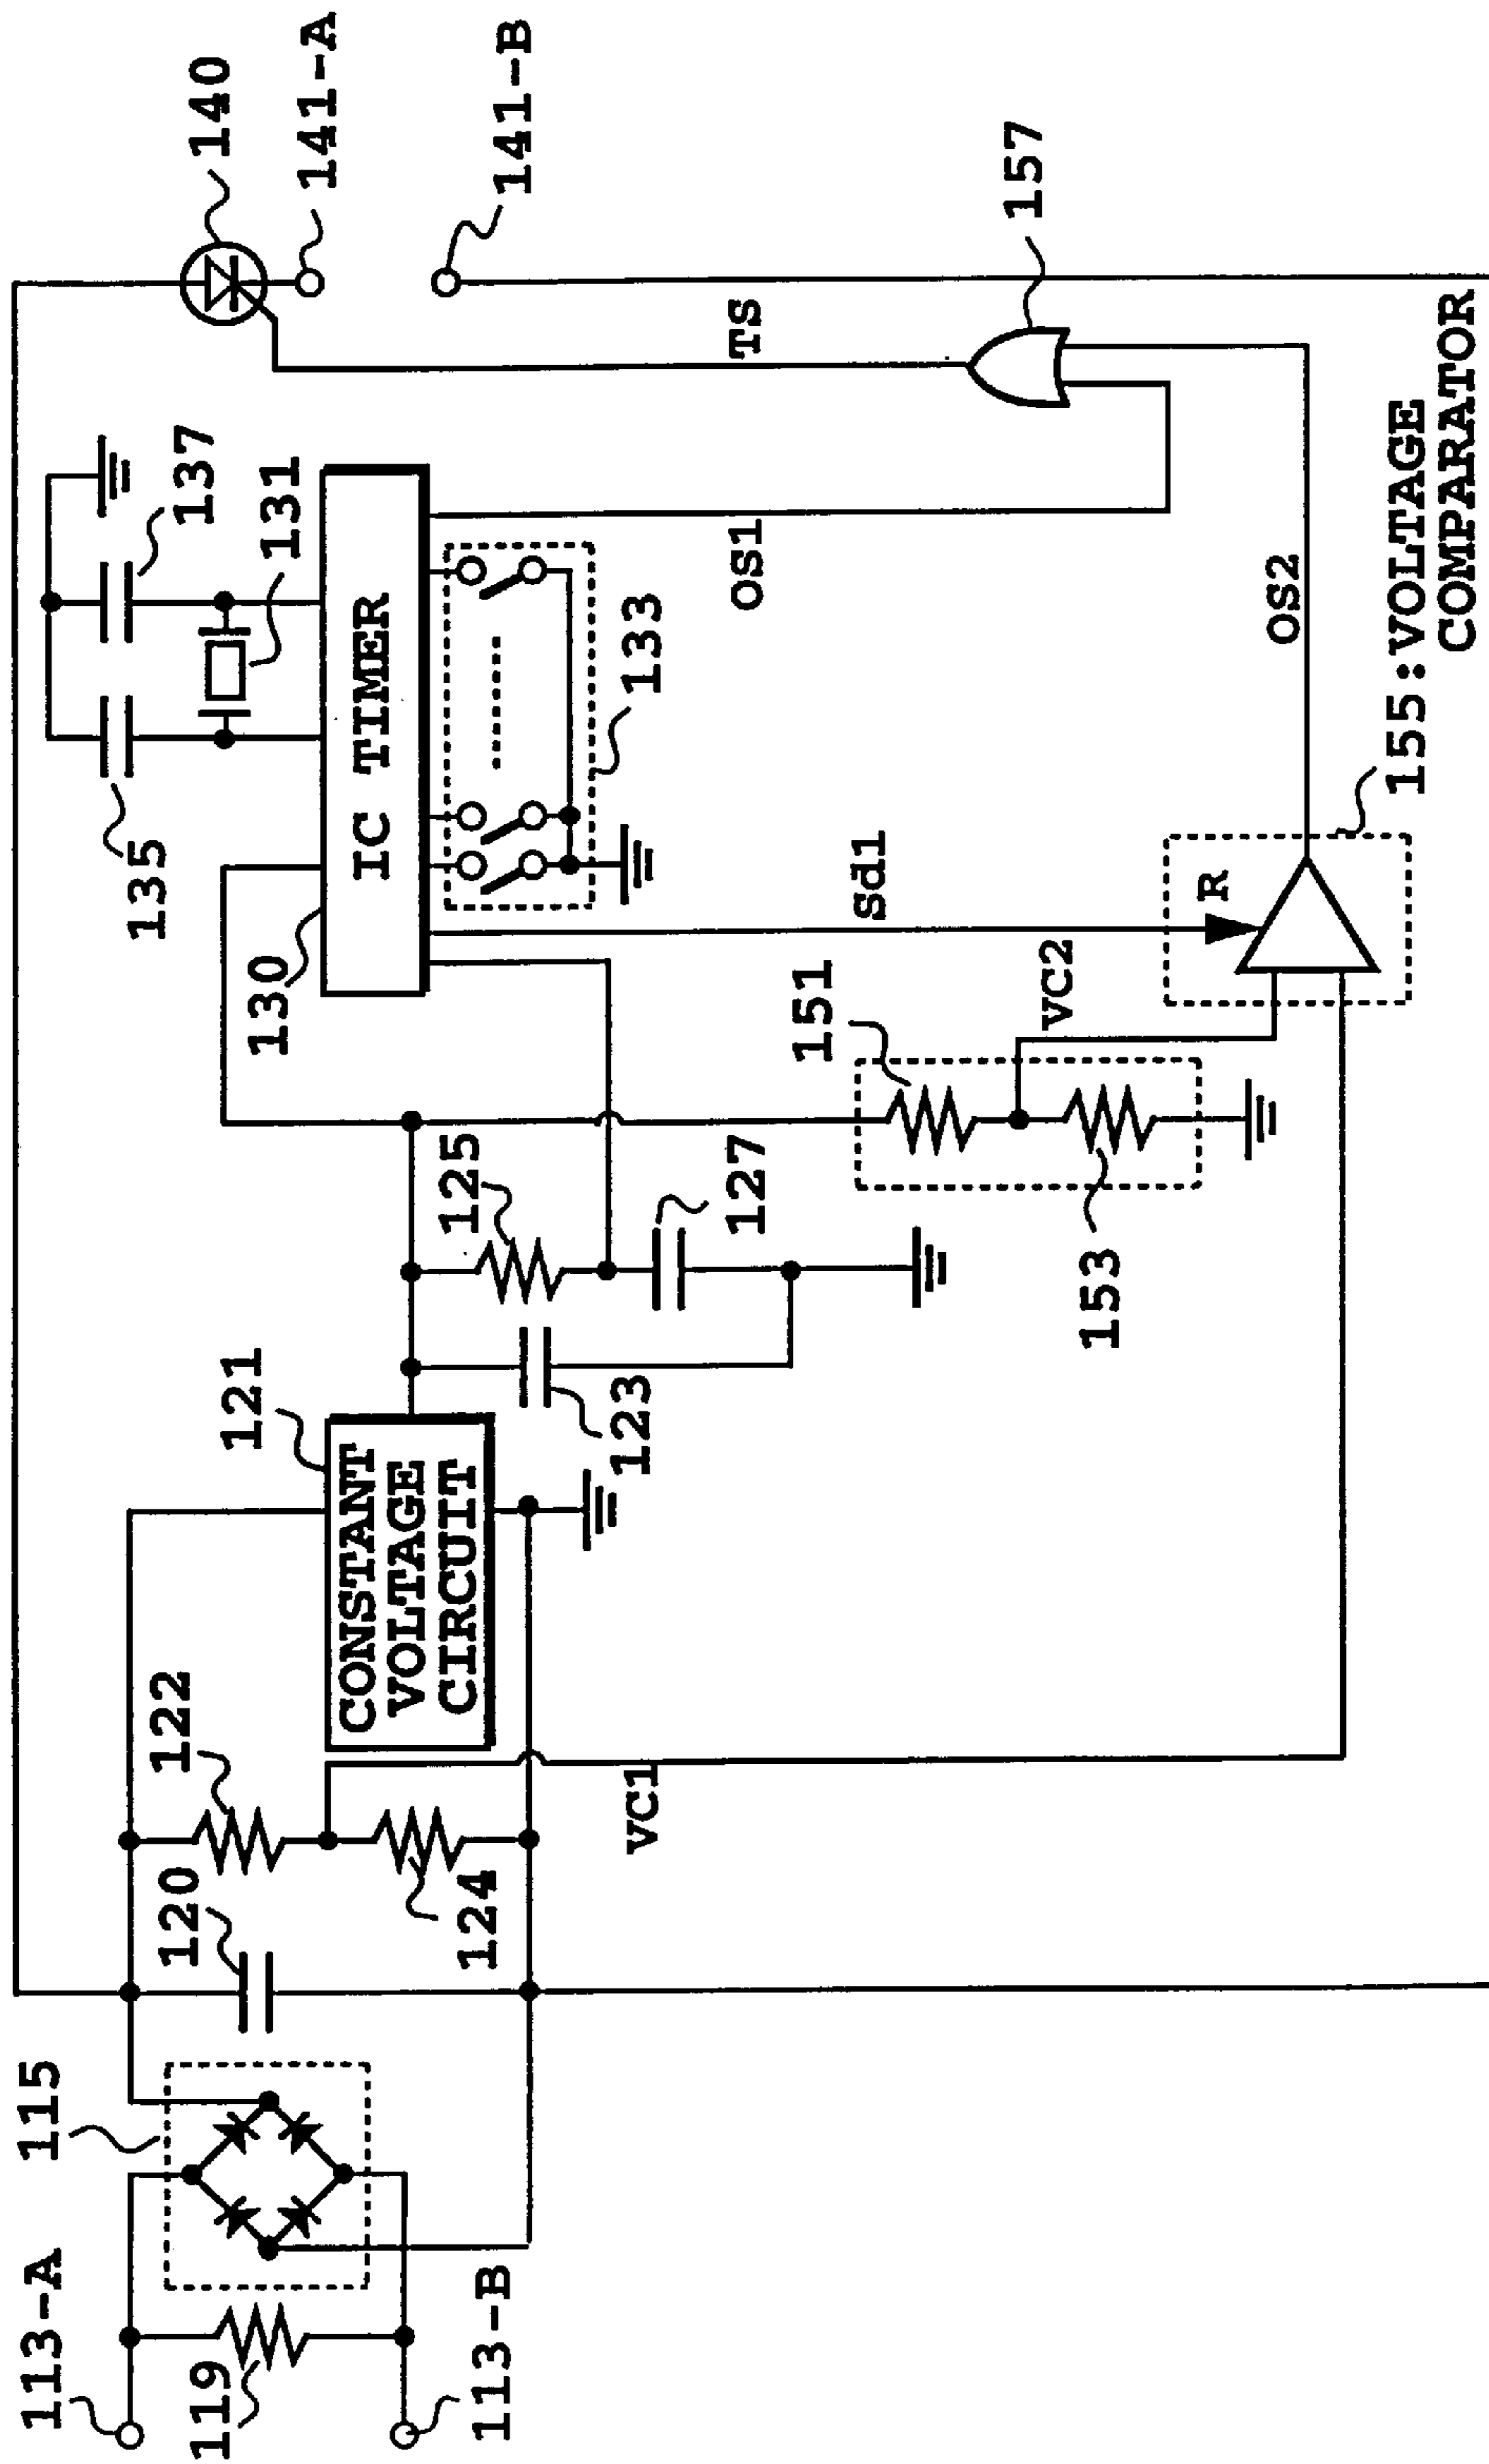 113-A
119
113-B
115
120
124
122
VC1
CONSTANT
VOLTAGE
CIRCUIT
121
123
125
127
151
153
VC2
130
Sd1
R
135
IC TIMER
133
137
131
OS1
OS2
155:VOLTAGE
COMPARATOR
TS
157
140
141-A
141-B